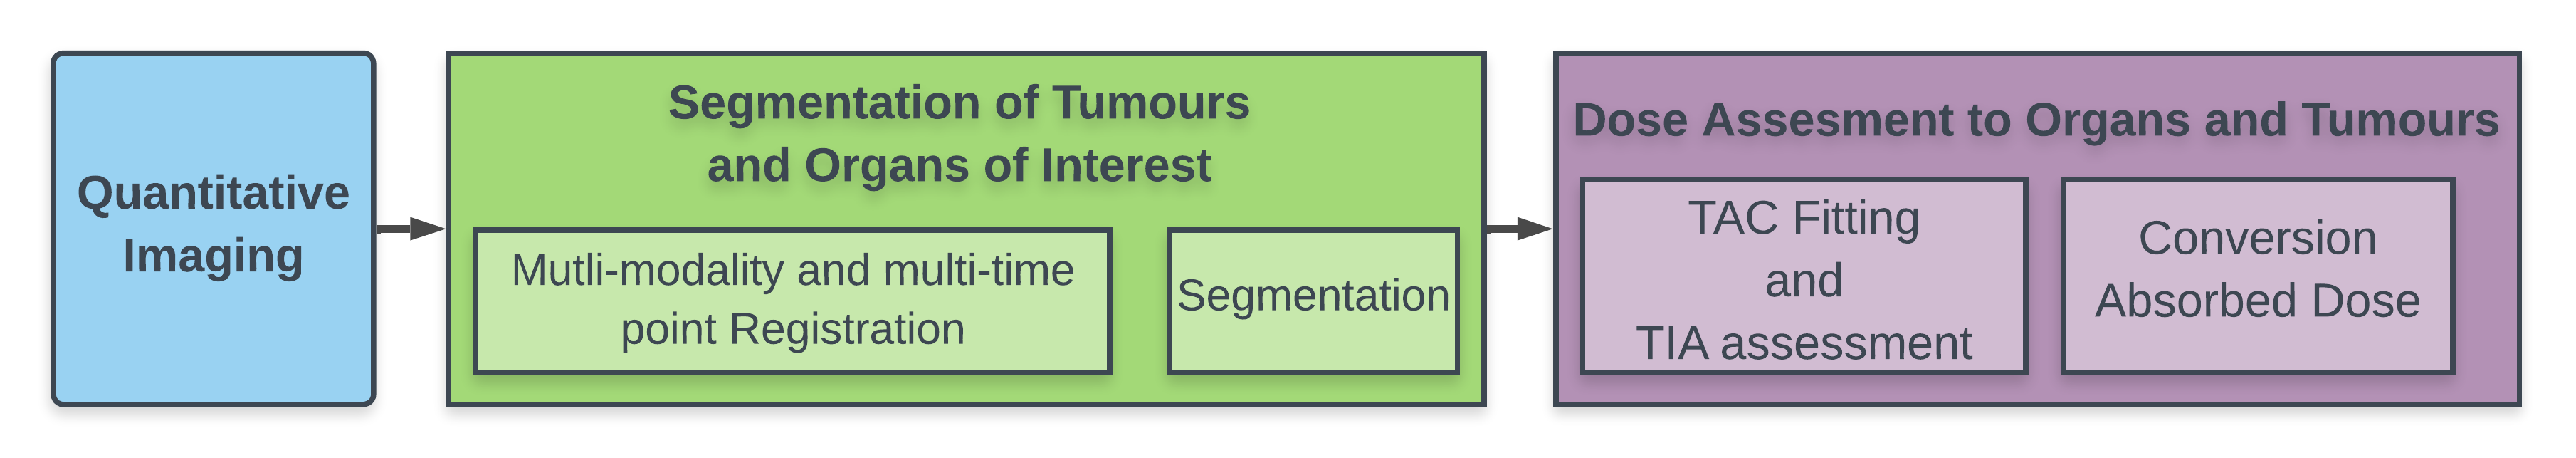 Quantitative
Imaging
Segmentation of Tumours
and Organs of Interest
Mutli-modality and multi-time
point Registration
Segmentation
Dose Assesment to Organs and Tumours
TAC Fitting
and
TIA assessment
Conversion
Absorbed Dose